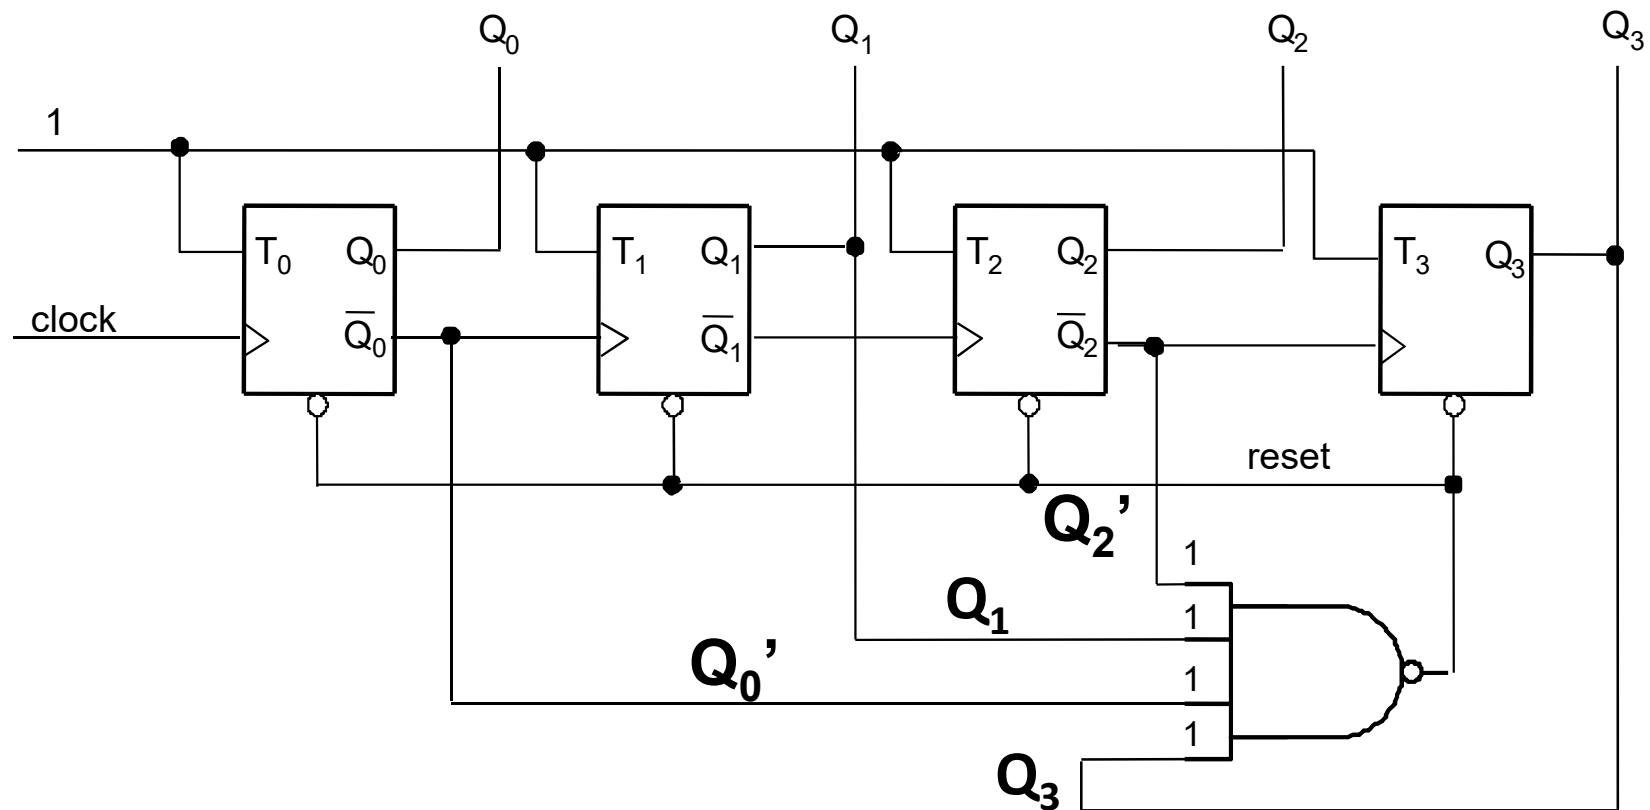 Q₀ Q₁ Q₂ Q₃
1
T₀ Q₀ T₁ Q₁ T₂ Q₂ T₃ Q₃
clock Q̅₀ Q̅₁ Q̅₂
reset
Q₂’
1
Q₁ 1
Q₀’ 1
1
Q₃